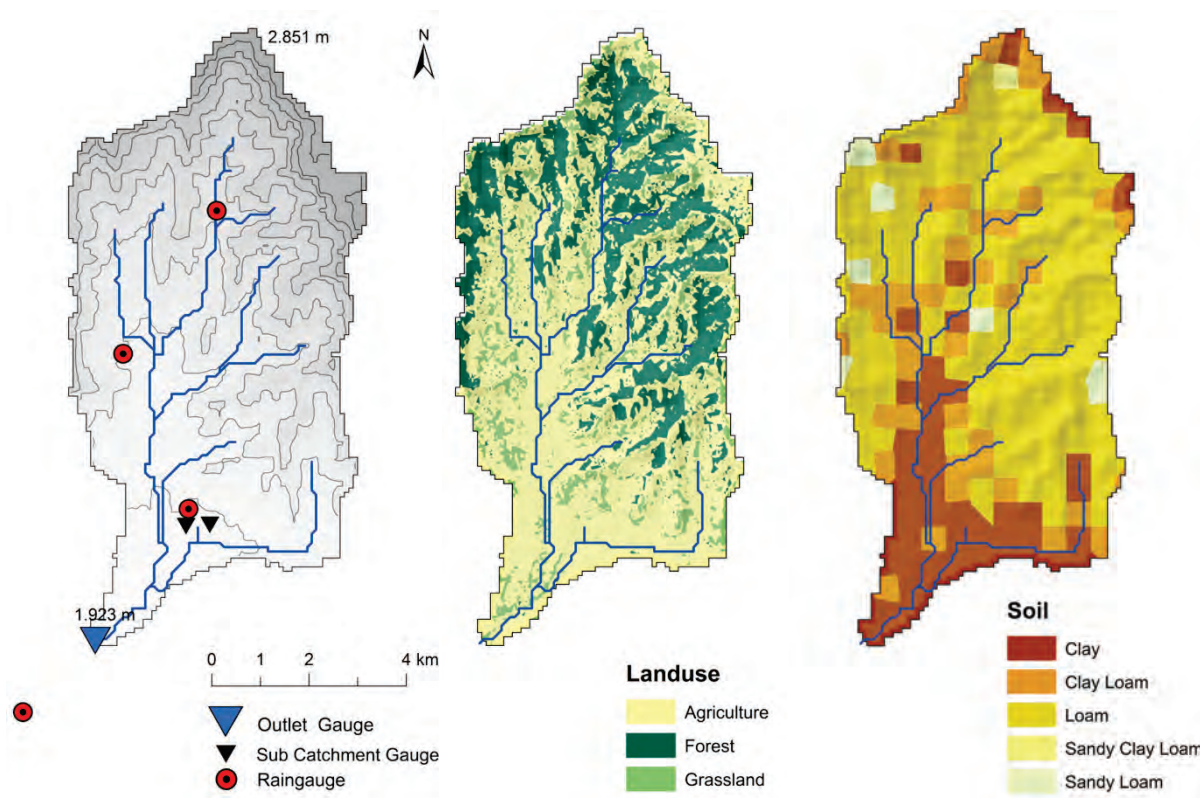 2.851 m
N
1.923 m
0 1 2 4 km
Outlet Gauge
Sub Catchment Gauge
Raingauge
Landuse
Agriculture
Forest
Grassland
Soil
Clay
Clay Loam
Loam
Sandy Clay Loam
Sandy Loam